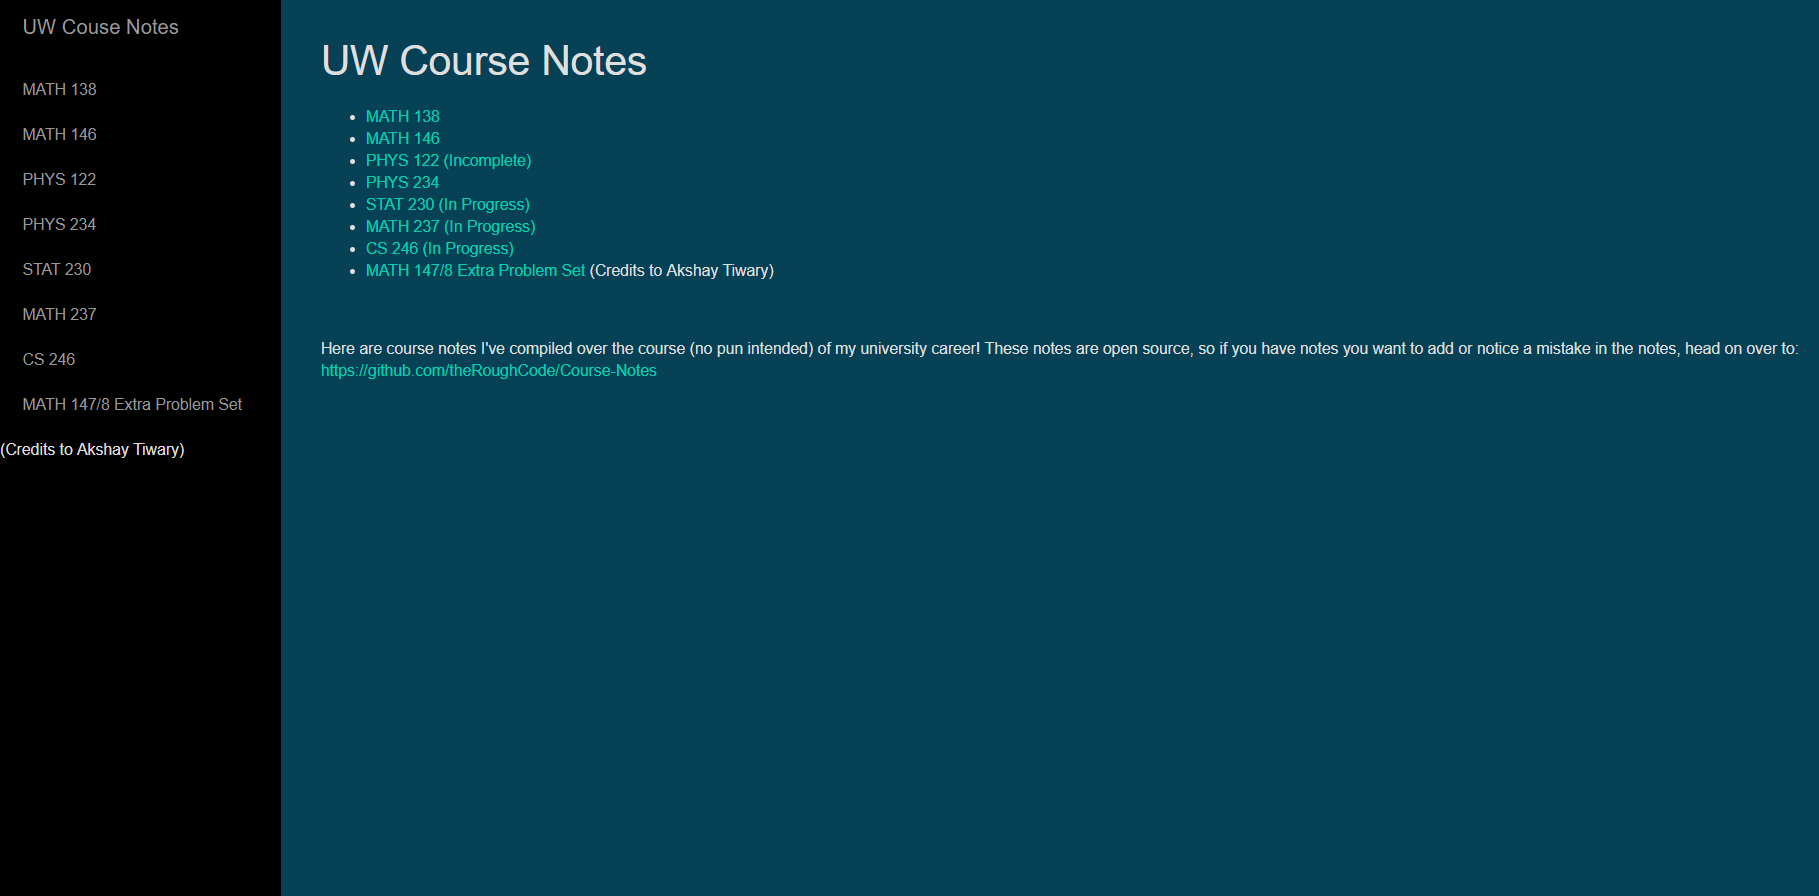 UW Couse Notes
MATH 138
MATH 146
PHYS 122
PHYS 234
STAT 230
MATH 237
CS 246
MATH 147/8 Extra Problem Set
(Credits to Akshay Tiwary)
UW Course Notes
MATH 138
MATH 146
PHYS 122 (Incomplete)
PHYS 234
STAT 230 (In Progress)
MATH 237 (In Progress)
CS 246 (In Progress)
MATH 147/8 Extra Problem Set (Credits to Akshay Tiwary)
Here are course notes I've compiled over the course (no pun intended) of my university career! These notes are open source, so if you have notes you want to add or notice a mistake in the notes, head on over to:
https://github.com/theRoughCode/Course-Notes